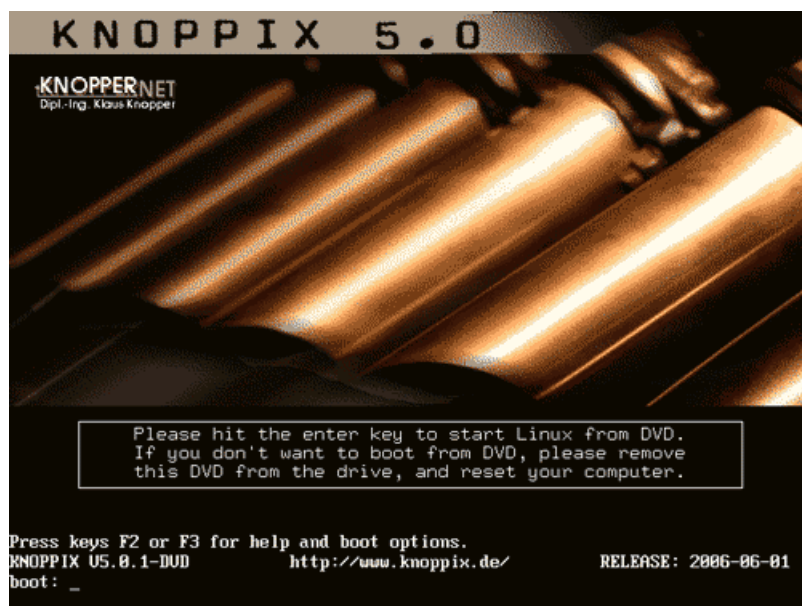 KNOPPIX 5.0
KNOPPER NET
Dipl.-Ing. Klaus Knopper
Please hit the enter key to start Linux from DVD.
If you don't want to boot from DVD, please remove
this DVD from the drive, and reset your computer.
Press keys F2 or F3 for help and boot options.
KNOPPIX V5.0.1-DVD http://www.knoppix.de/ RELEASE: 2006-06-01
boot: _